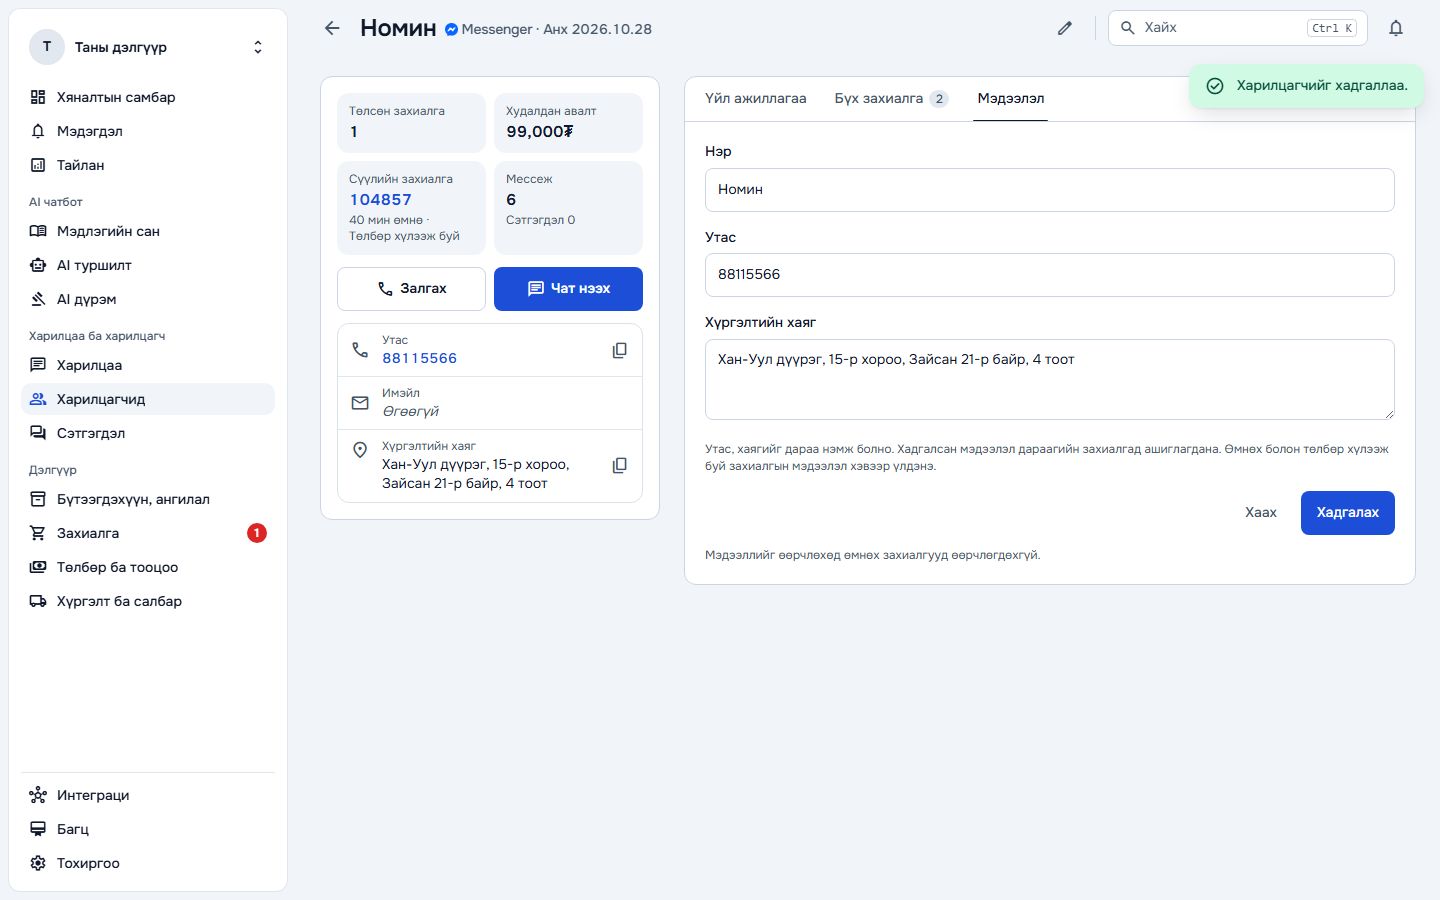 T
Таны дэлгүүр
Хяналтын самбар
Мэдэгдэл
Тайлан
AI чатбот
Мэдлэгийн сан
AI туршилт
AI дүрэм
Харилцаа ба харилцагч
Харилцаа
Харилцагчид
Сэтгэгдэл
Дэлгүүр
Бүтээгдэхүүн, ангилал
Захиалга
1
Төлбөр ба тооцоо
Хүргэлт ба салбар
Интеграци
Багц
Тохиргоо
Номин
Messenger · Анх 2026.10.28
Хайх
Ctrl K
Харилцагчийг хадгаллаа.
Төлсөн захиалга
1
Худалдан авалт
99,000₮
Сүүлийн захиалга
104857
40 мин өмнө ·
Төлбөр хүлээж буй
Мессеж
6
Сэтгэгдэл 0
Залгах
Чат нээх
Утас
88115566
Имэйл
Өгөөгүй
Хүргэлтийн хаяг
Хан-Уул дүүрэг, 15-р хороо,
Зайсан 21-р байр, 4 тоот
Үйл ажиллагаа
Бүх захиалга 2
Мэдээлэл
Нэр
Номин
Утас
88115566
Хүргэлтийн хаяг
Хан-Уул дүүрэг, 15-р хороо, Зайсан 21-р байр, 4 тоот
Утас, хаягийг дараа нэмж болно. Хадгалсан мэдээлэл дараагийн захиалгад ашиглагдана. Өмнөх болон төлбөр хүлээж
буй захиалгын мэдээлэл хэвээр үлдэнэ.
Хаах
Хадгалах
Мэдээллийг өөрчлөхөд өмнөх захиалгууд өөрчлөгдөхгүй.